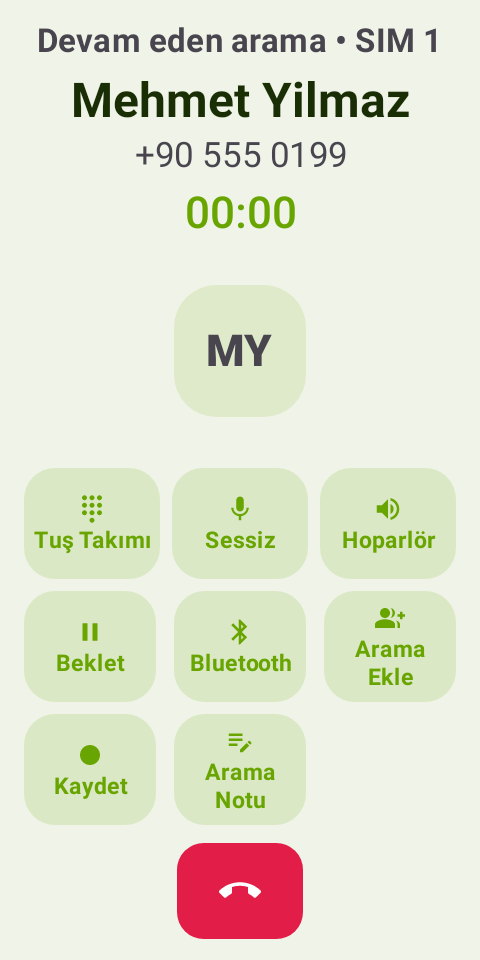 Devam eden arama • SIM 1
Mehmet Yilmaz
+90 555 0199
00:00
MY
Tuş Takımı
Sessiz
Hoparlör
Beklet
Bluetooth
Arama
Ekle
Kaydet
Arama
Notu